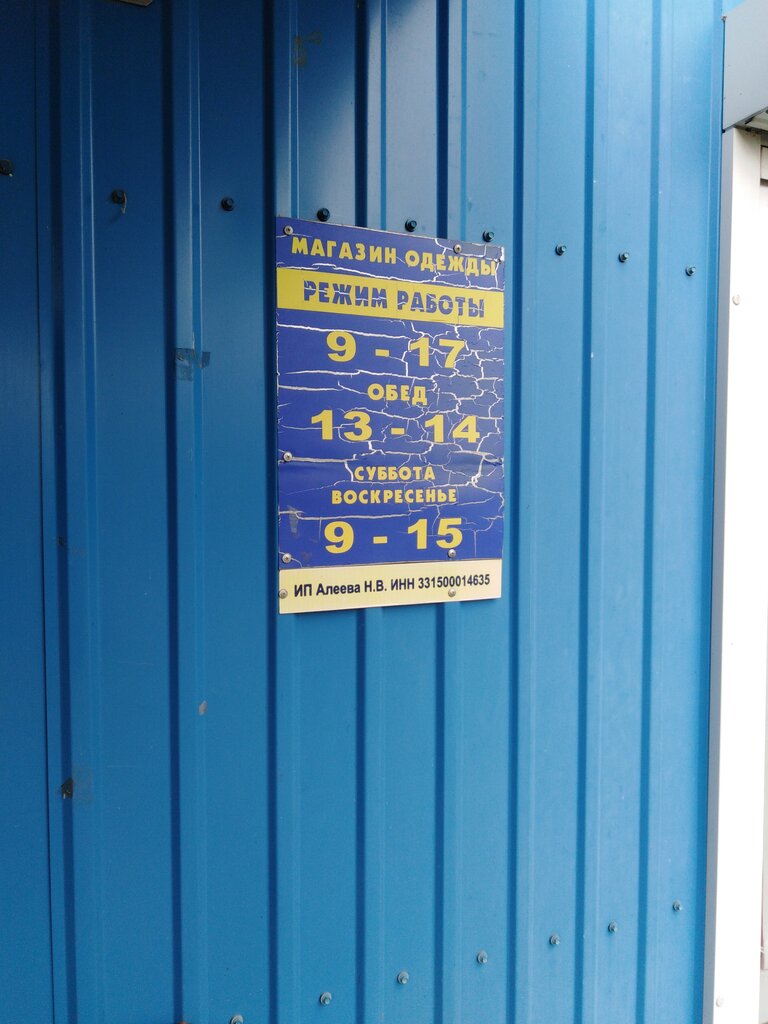 МАГАЗИН ОДЕЖДЫ
РЕЖИМ РАБОТЫ
9 - 17
ОБЕД
13 - 14
СУББОТА
ВОСКРЕСЕНЬЕ
9 - 15
ИП Алеева Н.В. ИНН 331500014635